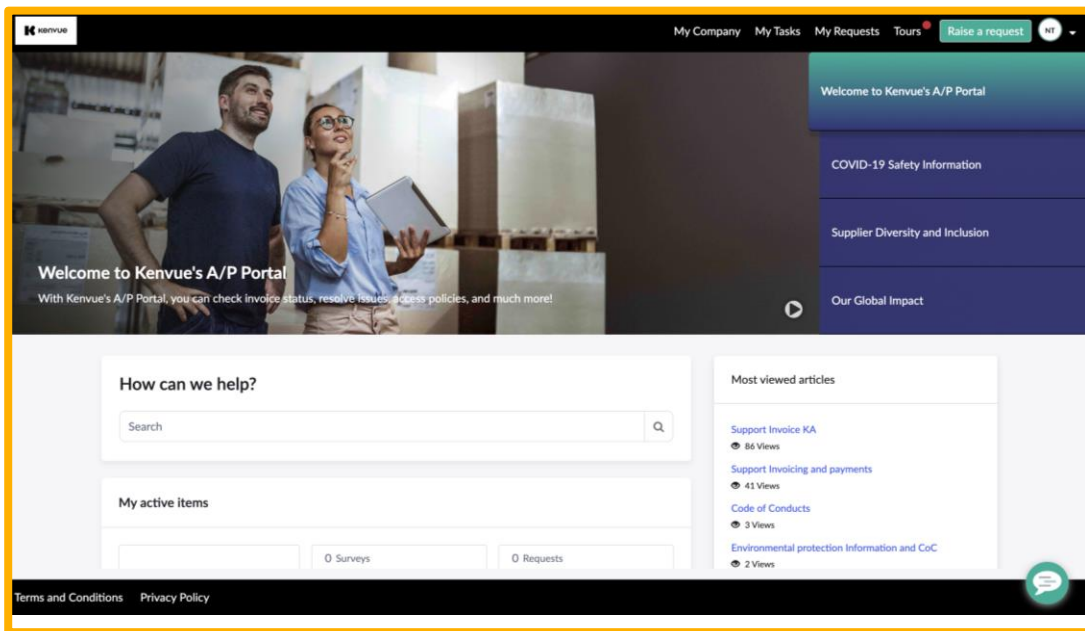 KENVUE
My Company My Tasks My Requests Tours Raise a request NT
Welcome to Kenvue's A/P Portal
With Kenvue's A/P Portal, you can check invoice status, resolve issues, access policies, and much more!
Welcome to Kenvue's A/P Portal
COVID-19 Safety Information
Supplier Diversity and Inclusion
Our Global Impact
How can we help?
Search
My active items
0 Surveys
0 Requests
Most viewed articles
Support Invoice KA
86 Views
Support Invoicing and payments
41 Views
Code of Conducts
3 Views
Environmental protection Information and CoC
2 Views
Terms and Conditions Privacy Policy